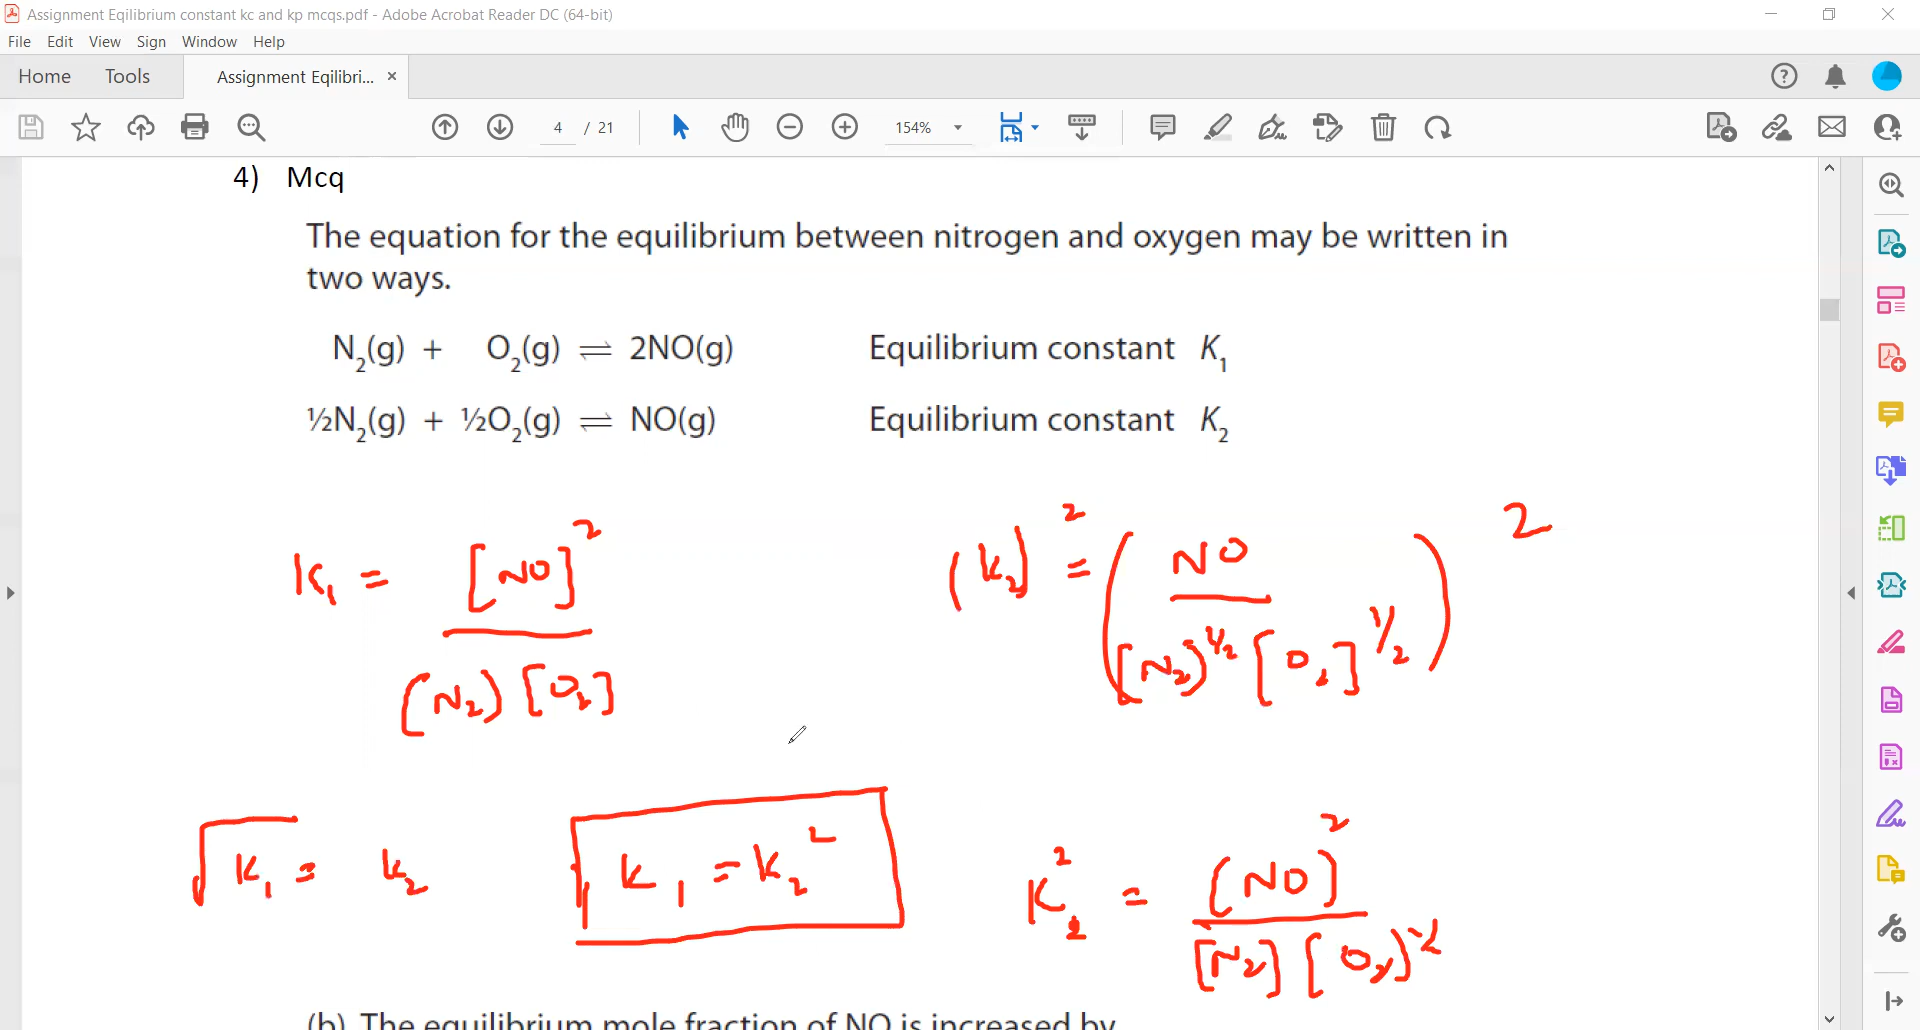 Assignment Eqilibrium constant kc and kp mcqs.pdf - Adobe Acrobat Reader DC (64-bit)
File Edit View Sign Window Help
Home Tools Assignment Eqilibri... ×
4 / 21 154%
4) Mcq
The equation for the equilibrium between nitrogen and oxygen may be written in
two ways.
N₂(g) + O₂(g) ⇌ 2NO(g) Equilibrium constant K₁
½N₂(g) + ½O₂(g) ⇌ NO(g) Equilibrium constant K₂
K₁ = [NO]² / (N₂) [O₂]
(K₂)² = (NO / [N₂)^1/2 [O₂]^1/2)²
√K₁ = K₂
K₁ = K₂²
K₂² = (NO)² / [N₂] [O₂)
(b) The equilibrium mole fraction of NO is increased by